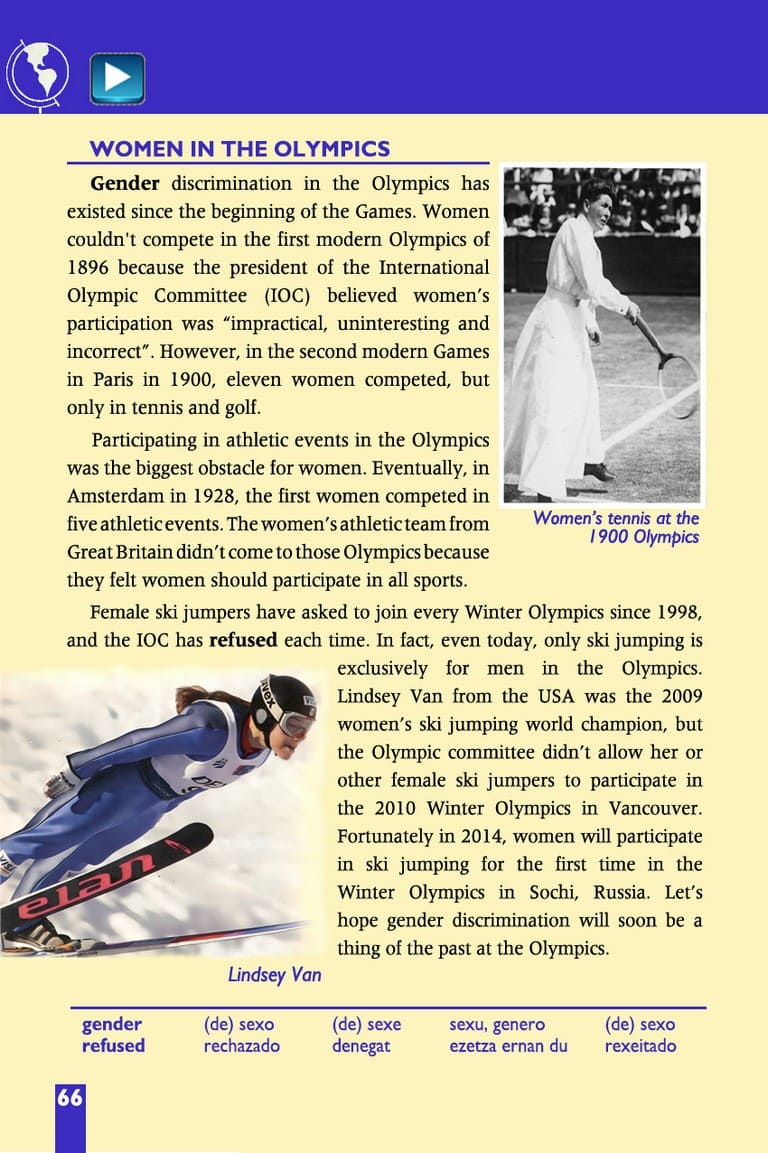 WOMEN IN THE OLYMPICS
Gender discrimination in the Olympics has
existed since the beginning of the Games. Women
couldn't compete in the first modern Olympics of
1896 because the president of the International
Olympic Committee (IOC) believed women's
participation was “impractical, uninteresting and
incorrect”. However, in the second modern Games
in Paris in 1900, eleven women competed, but
only in tennis and golf.
Participating in athletic events in the Olympics
was the biggest obstacle for women. Eventually, in
Amsterdam in 1928, the first women competed in
five athletic events. The women's athletic team from
Great Britain didn't come to those Olympics because
they felt women should participate in all sports.
Women's tennis at the
1900 Olympics
Female ski jumpers have asked to join every Winter Olympics since 1998,
and the IOC has refused each time. In fact, even today, only ski jumping is
exclusively for men in the Olympics.
Lindsey Van from the USA was the 2009
women's ski jumping world champion, but
the Olympic committee didn't allow her or
other female ski jumpers to participate in
the 2010 Winter Olympics in Vancouver.
Fortunately in 2014, women will participate
in ski jumping for the first time in the
Winter Olympics in Sochi, Russia. Let's
hope gender discrimination will soon be a
thing of the past at the Olympics.
uvex
VISA
elan
Lindsey Van
gender (de) sexo (de) sexe sexu, genero (de) sexo
refused rechazado denegat ezetza ernan du rexeitado
66